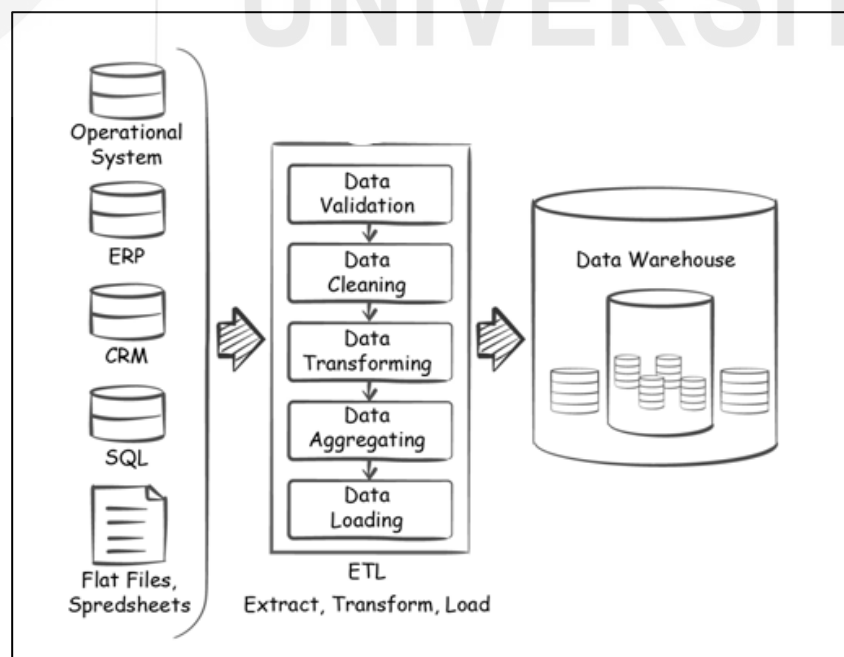 UNIVERSIT
Operational
System
ERP
CRM
SQL
Flat Files,
Spredsheets
Data
Validation
Data
Cleaning
Data
Transforming
Data
Aggregating
Data
Loading
ETL
Extract, Transform, Load
Data Warehouse